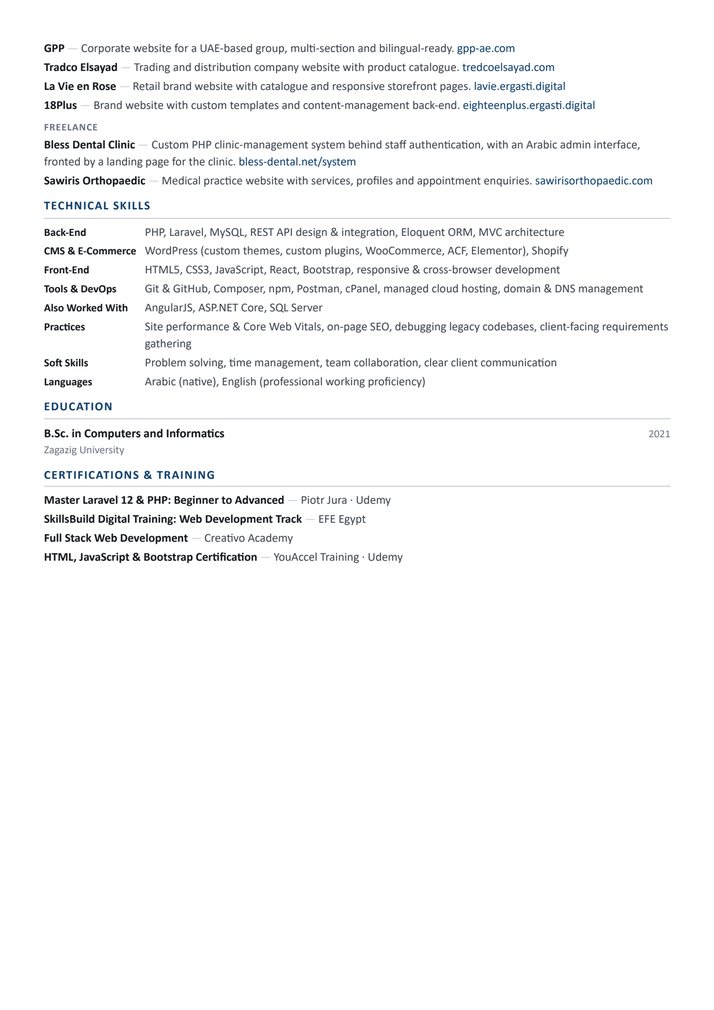 GPP — Corporate website for a UAE-based group, multi-section and bilingual-ready. gpp-ae.com
Tradco Elsayad — Trading and distribution company website with product catalogue. tredcoelsayad.com
La Vie en Rose — Retail brand website with catalogue and responsive storefront pages. lavie.ergasti.digital
18Plus — Brand website with custom templates and content-management back-end. eighteenplus.ergasti.digital
FREELANCE
Bless Dental Clinic — Custom PHP clinic-management system behind staff authentication, with an Arabic admin interface,
fronted by a landing page for the clinic. bless-dental.net/system
Sawiris Orthopaedic — Medical practice website with services, profiles and appointment enquiries. sawirisorthopaedic.com
TECHNICAL SKILLS
Back-End PHP, Laravel, MySQL, REST API design & integration, Eloquent ORM, MVC architecture
CMS & E-Commerce WordPress (custom themes, custom plugins, WooCommerce, ACF, Elementor), Shopify
Front-End HTML5, CSS3, JavaScript, React, Bootstrap, responsive & cross-browser development
Tools & DevOps Git & GitHub, Composer, npm, Postman, cPanel, managed cloud hosting, domain & DNS management
Also Worked With AngularJS, ASP.NET Core, SQL Server
Practices Site performance & Core Web Vitals, on-page SEO, debugging legacy codebases, client-facing requirements
gathering
Soft Skills Problem solving, time management, team collaboration, clear client communication
Languages Arabic (native), English (professional working proficiency)
EDUCATION
B.Sc. in Computers and Informatics 2021
Zagazig University
CERTIFICATIONS & TRAINING
Master Laravel 12 & PHP: Beginner to Advanced — Piotr Jura · Udemy
SkillsBuild Digital Training: Web Development Track — EFE Egypt
Full Stack Web Development — Creativo Academy
HTML, JavaScript & Bootstrap Certification — YouAccel Training · Udemy